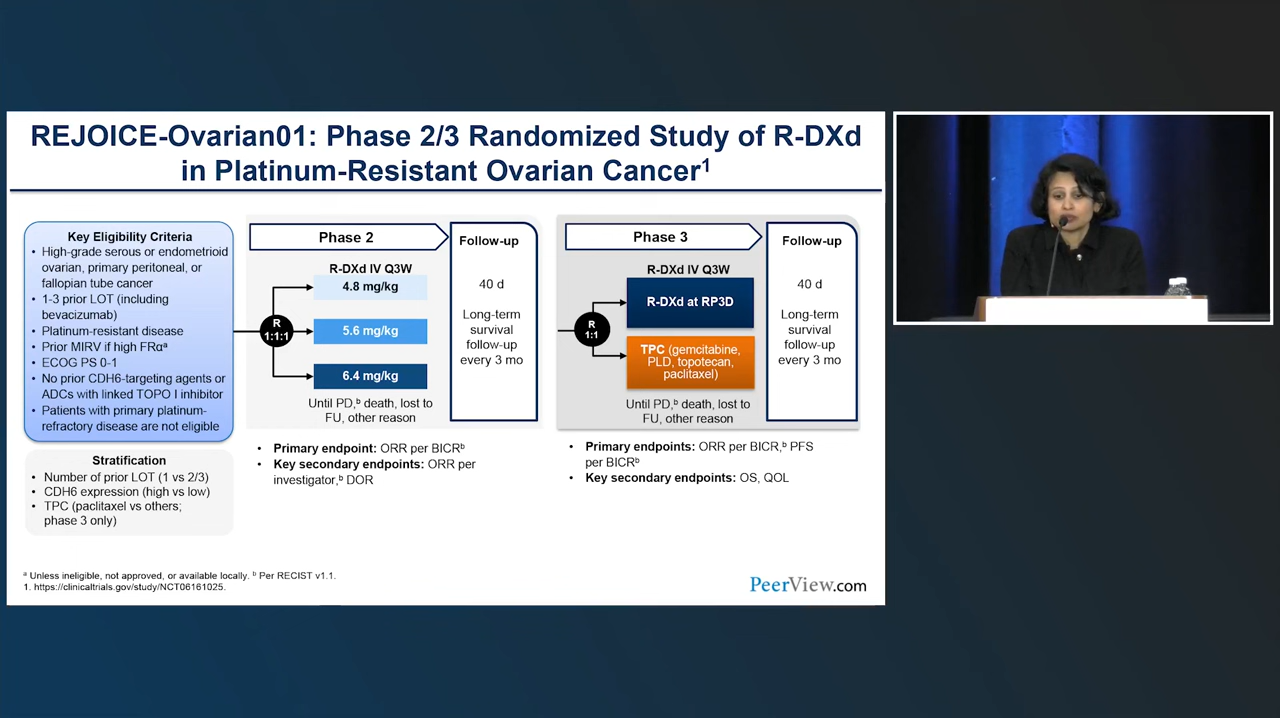 REJOICE-Ovarian01: Phase 2/3 Randomized Study of R-DXd
in Platinum-Resistant Ovarian Cancer¹
Key Eligibility Criteria
• High-grade serous or endometrioid
ovarian, primary peritoneal, or
fallopian tube cancer
• 1-3 prior LOT (including
bevacizumab)
• Platinum-resistant disease
• Prior MIRV if high FRαᵃ
• ECOG PS 0-1
• No prior CDH6-targeting agents or
ADCs with linked TOPO I inhibitor
• Patients with primary platinum-
refractory disease are not eligible
Stratification
• Number of prior LOT (1 vs 2/3)
• CDH6 expression (high vs low)
• TPC (paclitaxel vs others;
phase 3 only)
Phase 2
R-DXd IV Q3W
R
1:1:1
4.8 mg/kg
5.6 mg/kg
6.4 mg/kg
Until PD,ᵇ death, lost to
FU, other reason
Follow-up
40 d
Long-term
survival
follow-up
every 3 mo
• Primary endpoint: ORR per BICRᵇ
• Key secondary endpoints: ORR per
investigator,ᵇ DOR
Phase 3
R-DXd IV Q3W
R
1:1
R-DXd at RP3D
TPC (gemcitabine,
PLD, topotecan,
paclitaxel)
Until PD,ᵇ death, lost to
FU, other reason
Follow-up
40 d
Long-term
survival
follow-up
every 3 mo
• Primary endpoints: ORR per BICR,ᵇ PFS
per BICRᵇ
• Key secondary endpoints: OS, QOL
ᵃ Unless ineligible, not approved, or available locally. ᵇ Per RECIST v1.1.
1. https://clinicaltrials.gov/study/NCT06161025.
PeerView.com